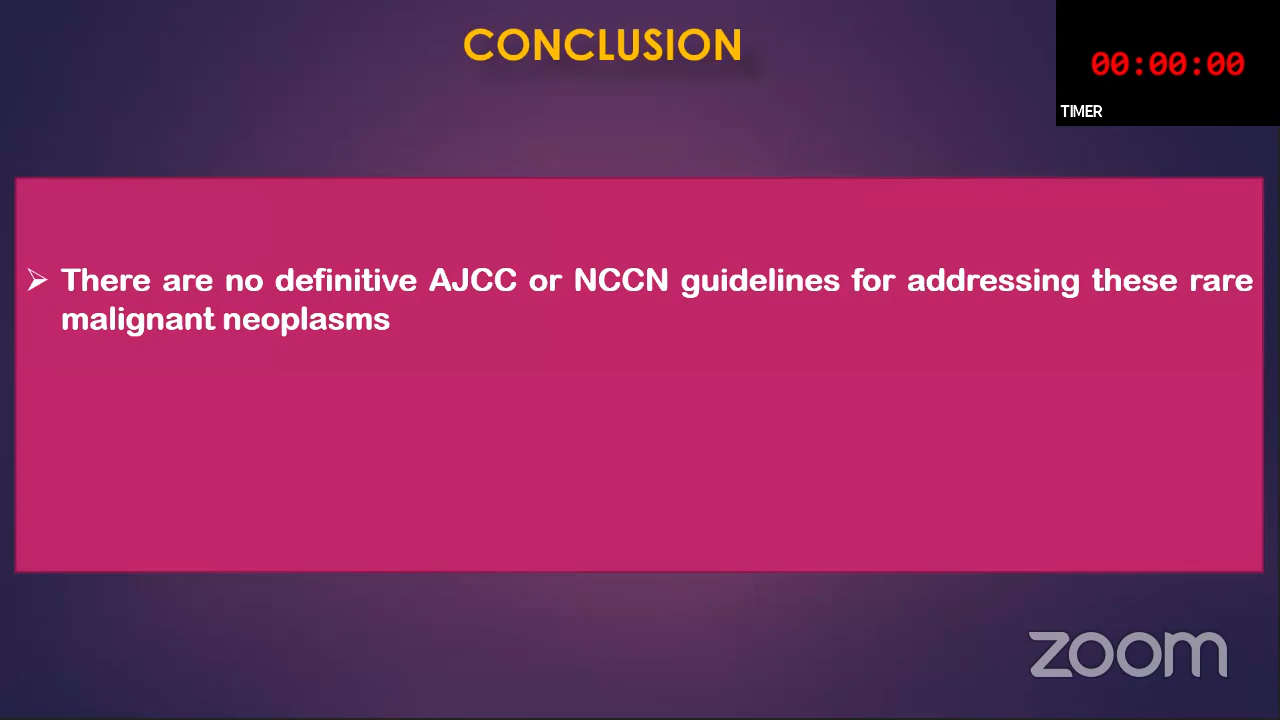 CONCLUSION
00:00:00
TIMER
➢ There are no definitive AJCC or NCCN guidelines for addressing these rare
malignant neoplasms
zoom